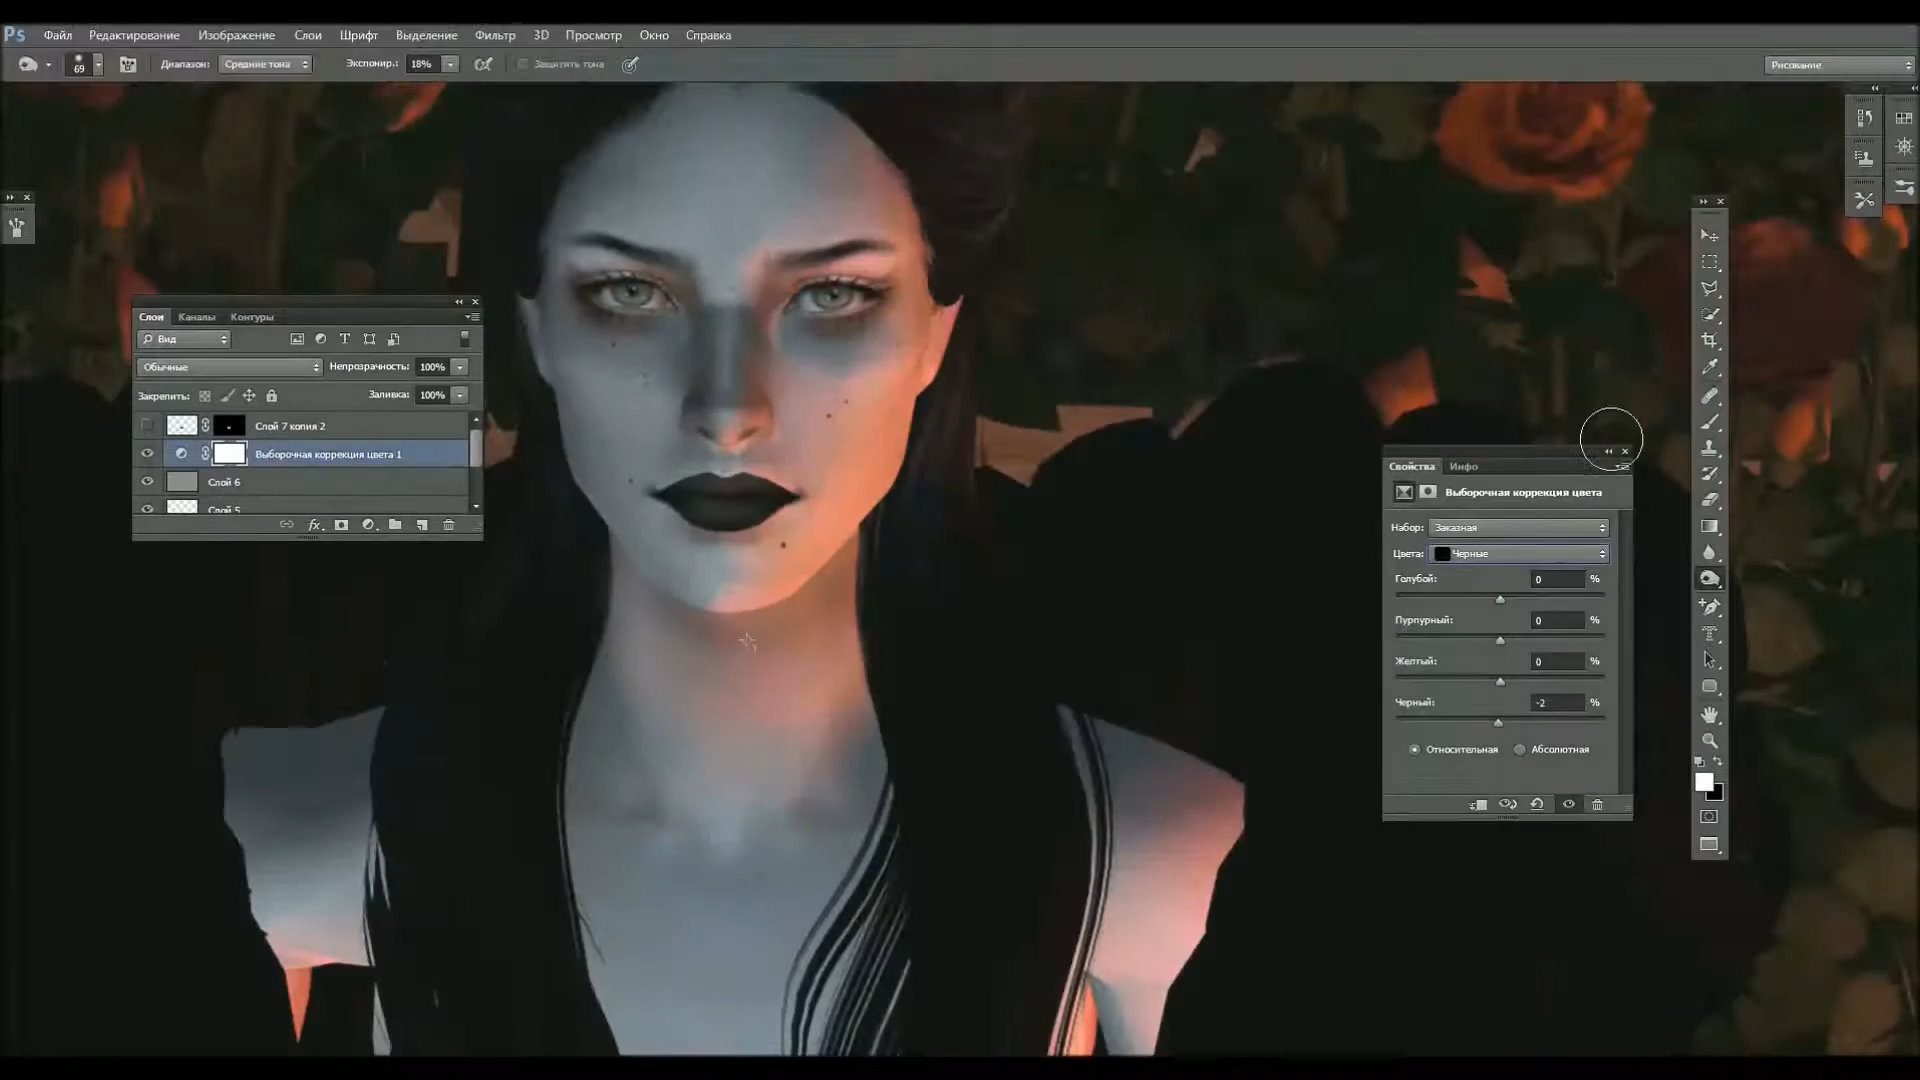 Ps Файл Редактирование Изображение Слои Шрифт Выделение Фильтр 3D Просмотр Окно Справка
69 Диапазон: Средние тона Экспонир.: 18% Защитить тона Рисование
Слои Каналы Контуры
Вид
Обычные Непрозрачность: 100%
Закрепить: Заливка: 100%
Слой 7 копия 2
Выборочная коррекция цвета 1
Слой 6
Слой 5
fx
Свойства Инфо
Выборочная коррекция цвета
Набор: Заказная
Цвета: Черные
Голубой: 0 %
Пурпурный: 0 %
Желтый: 0 %
Черный: -2 %
Относительная Абсолютная